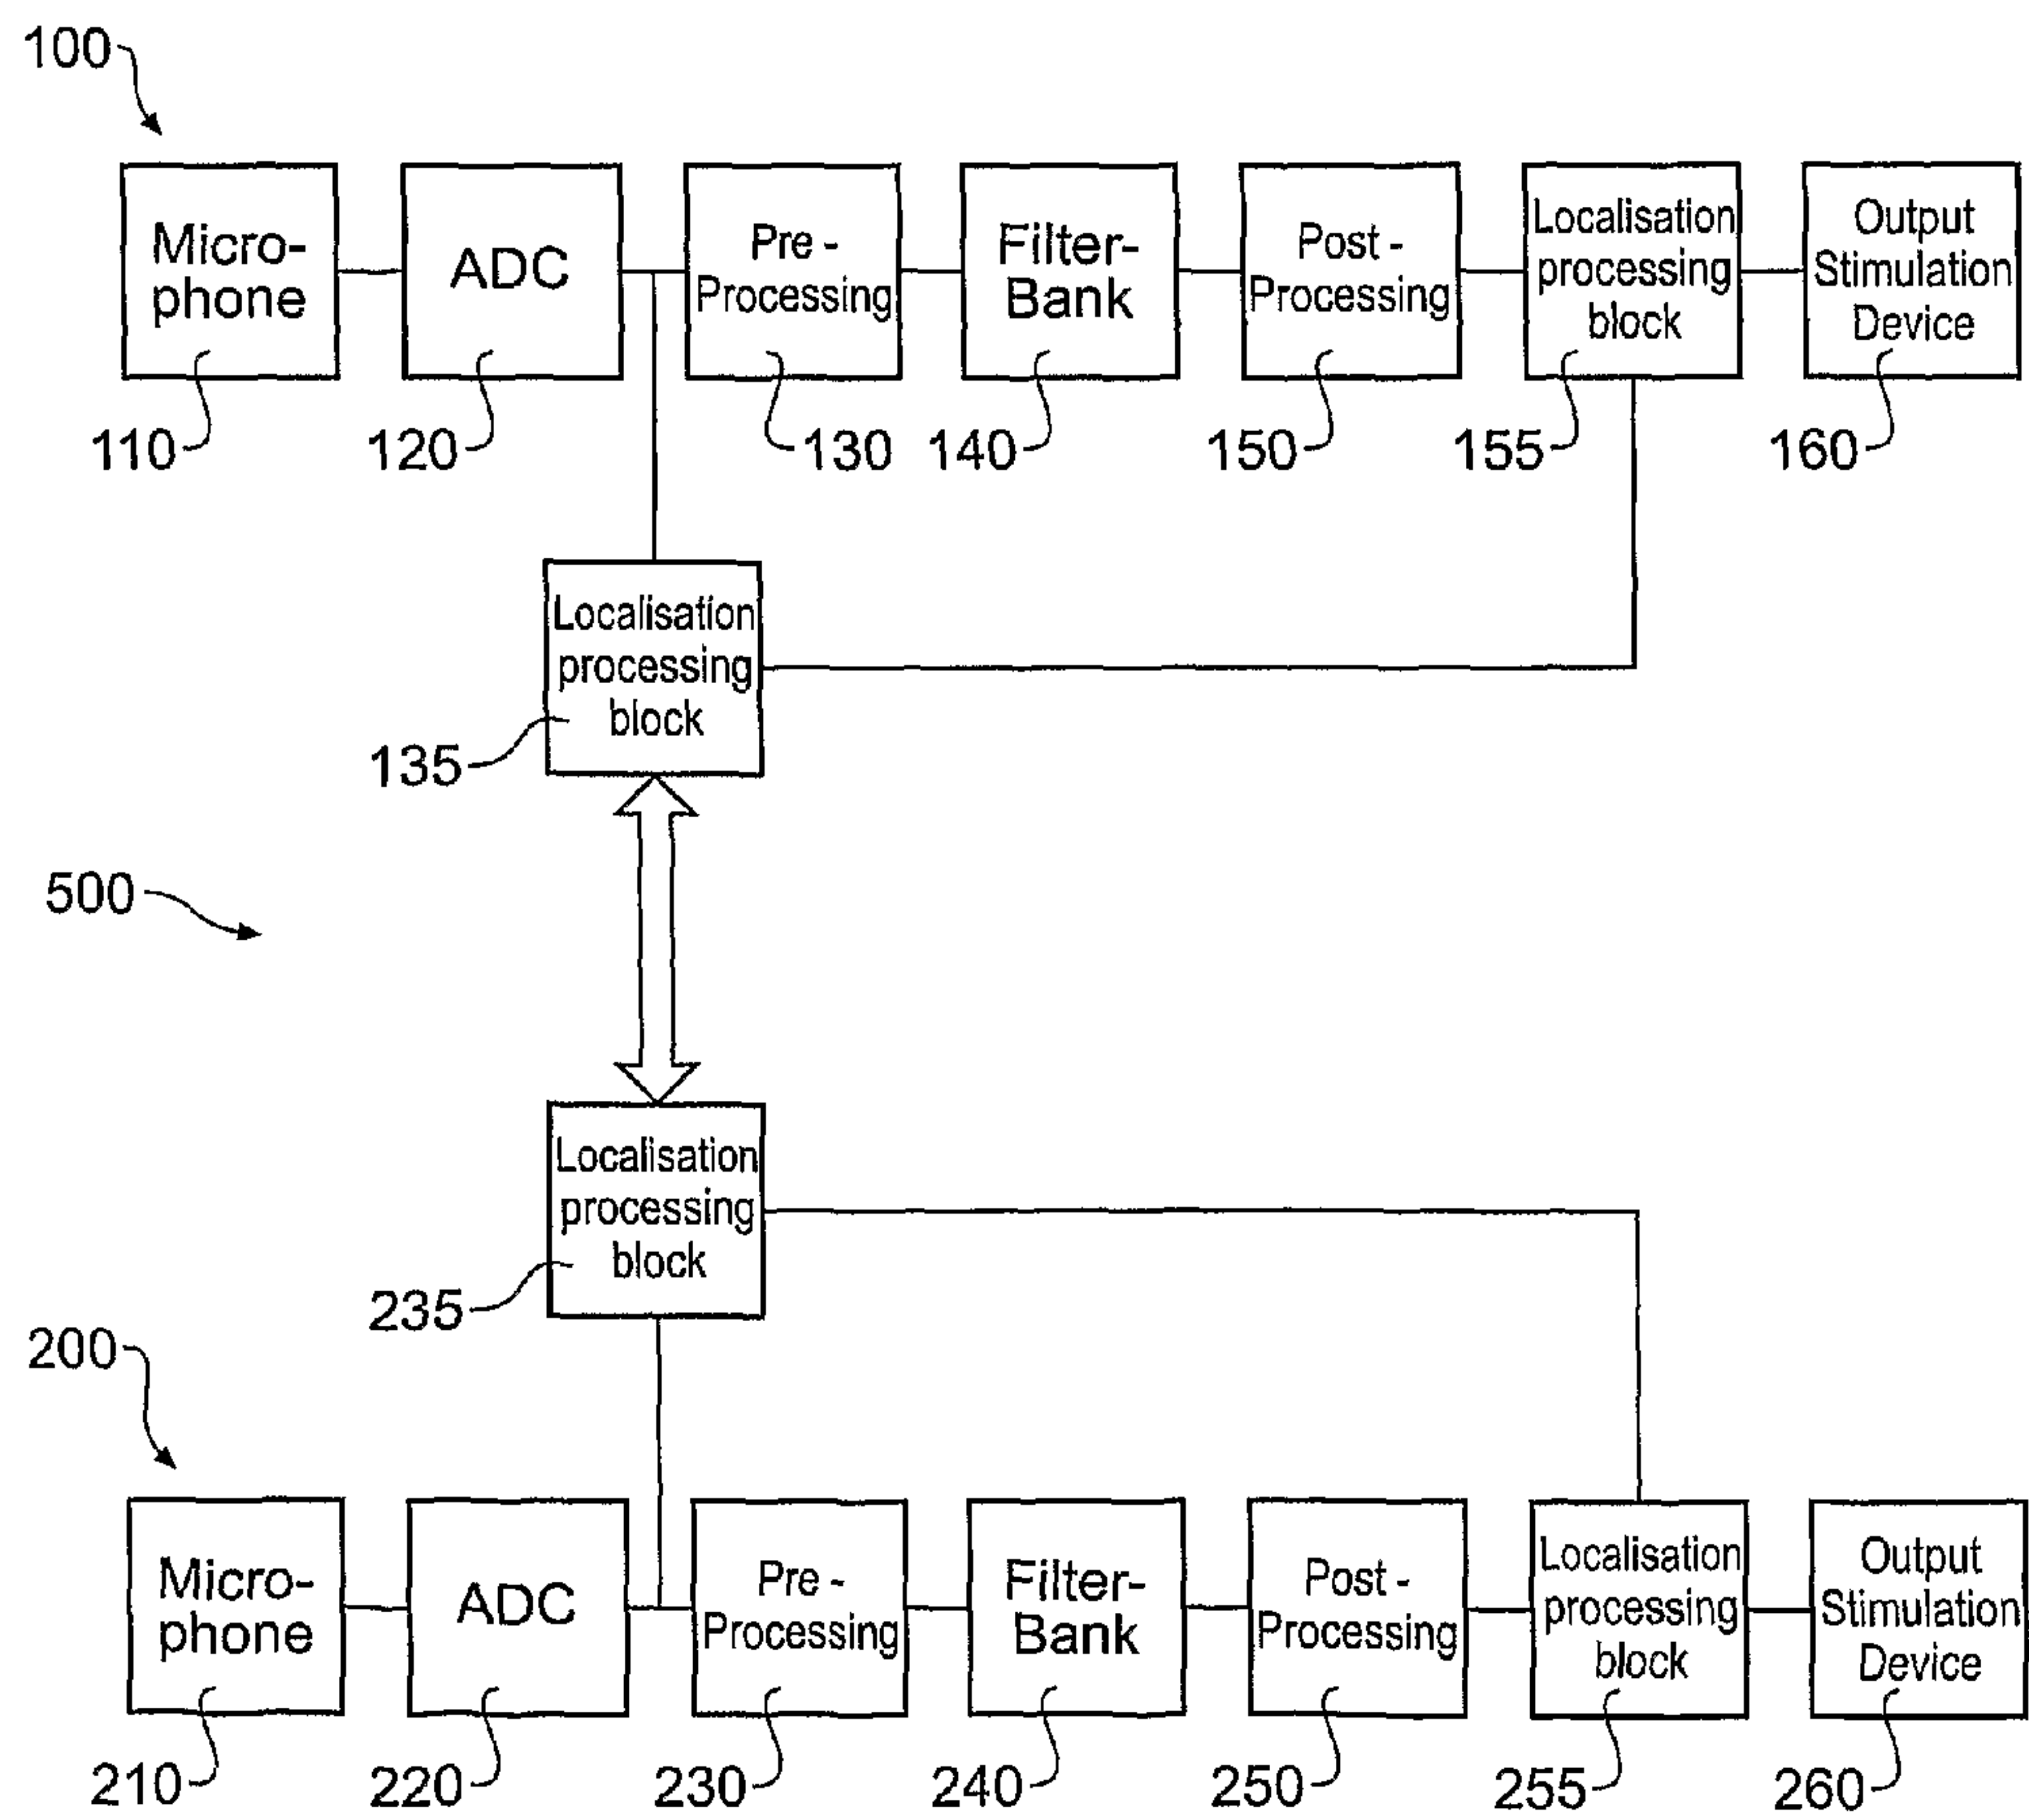 100
Micro-
phone
ADC
Pre -
Processing
Filter-
Bank
Post -
Processing
Localisation
processing
block
Output
Stimulation
Device
110
120
130
140
150
155
160
Localisation
processing
block
135
500
Localisation
processing
block
235
200
Micro-
phone
ADC
Pre -
Processing
Filter-
Bank
Post -
Processing
Localisation
processing
block
Output
Stimulation
Device
210
220
230
240
250
255
260